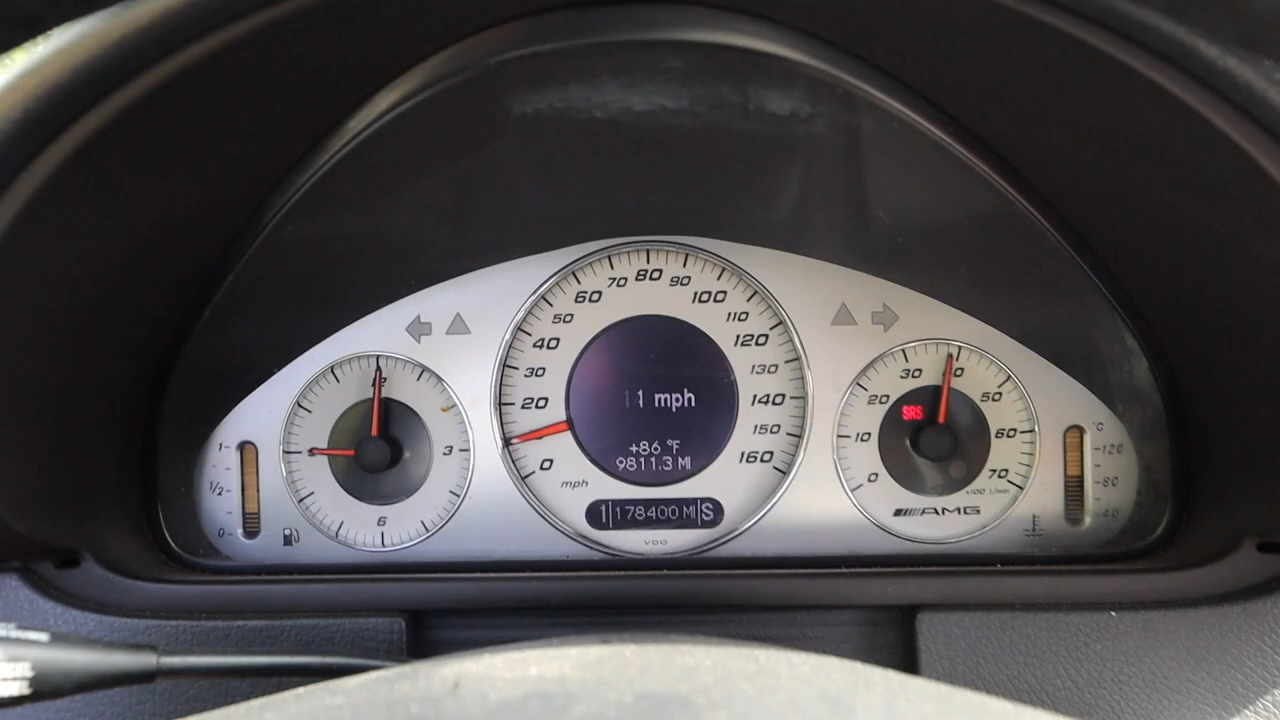 80
70 90
60 100
50 110
40 120
30 130
20 140
150
0 160
mph
11 mph
+86 °F
9811.3 MI
1 178400 MI S
VDO
3
6
1
1/2
0
30
20 50
10 60
0 70
x100 1/min
SRS
AMG
°C
120
80
40